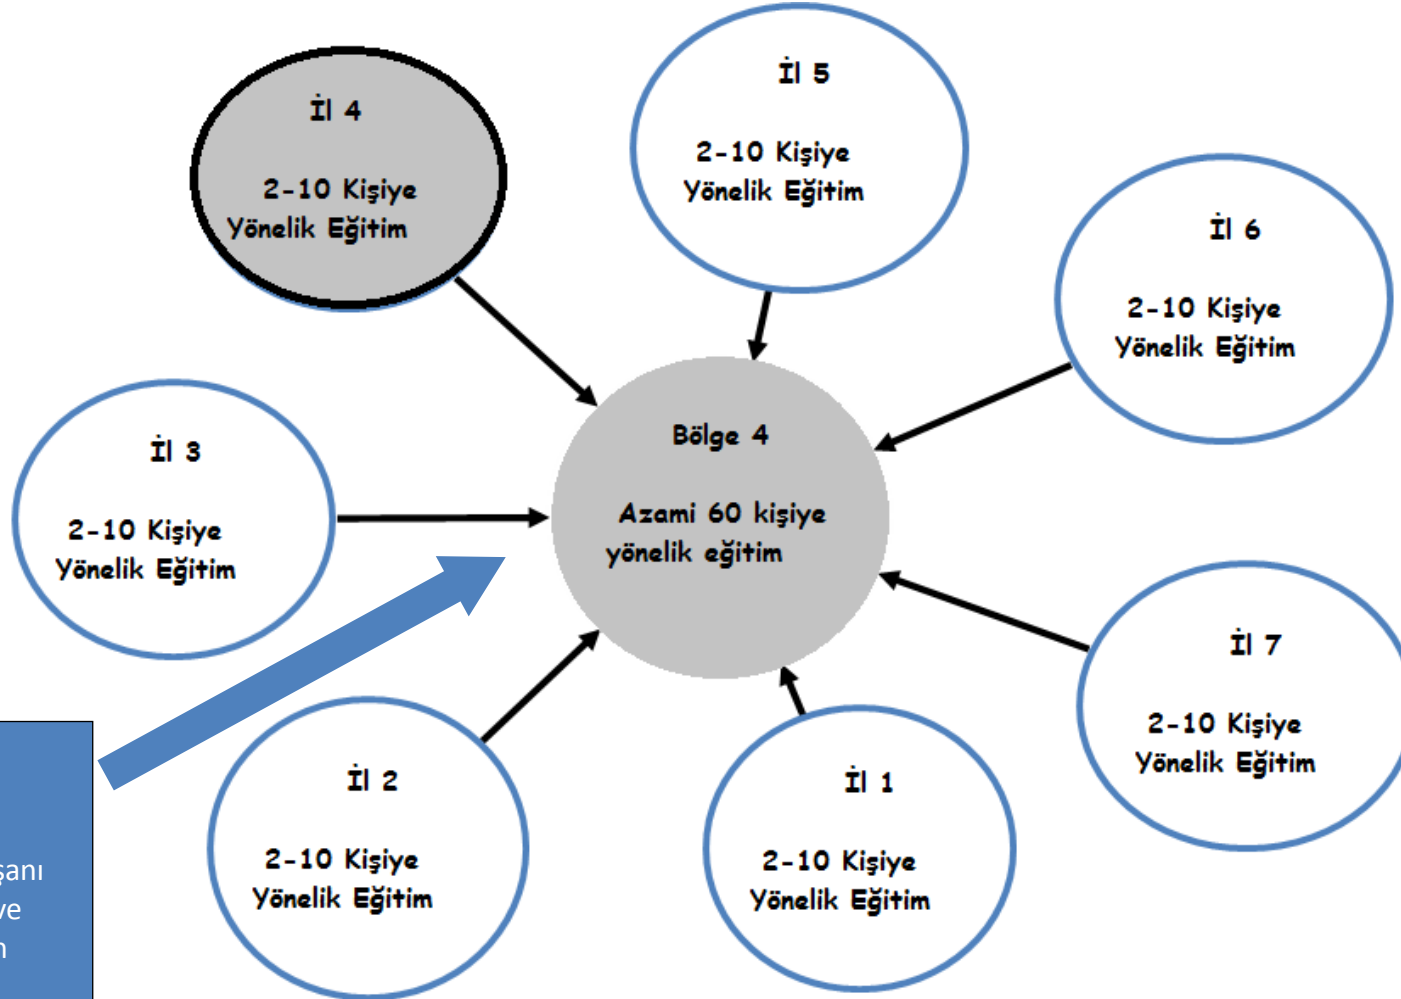 İl 4
2-10 Kişiye
Yönelik Eğitim
İl 5
2-10 Kişiye
Yönelik Eğitim
İl 6
2-10 Kişiye
Yönelik Eğitim
İl 3
2-10 Kişiye
Yönelik Eğitim
Bölge 4
Azami 60 kişiye
yönelik eğitim
İl 7
2-10 Kişiye
Yönelik Eğitim
İl 2
2-10 Kişiye
Yönelik Eğitim
İl 1
2-10 Kişiye
Yönelik Eğitim